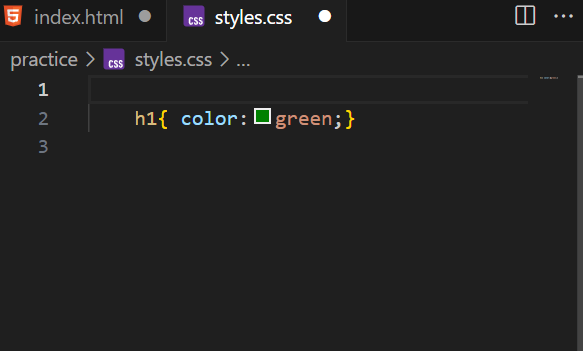 index.html styles.css ...
practice > styles.css > ...
1
2 h1{ color: green;}
3